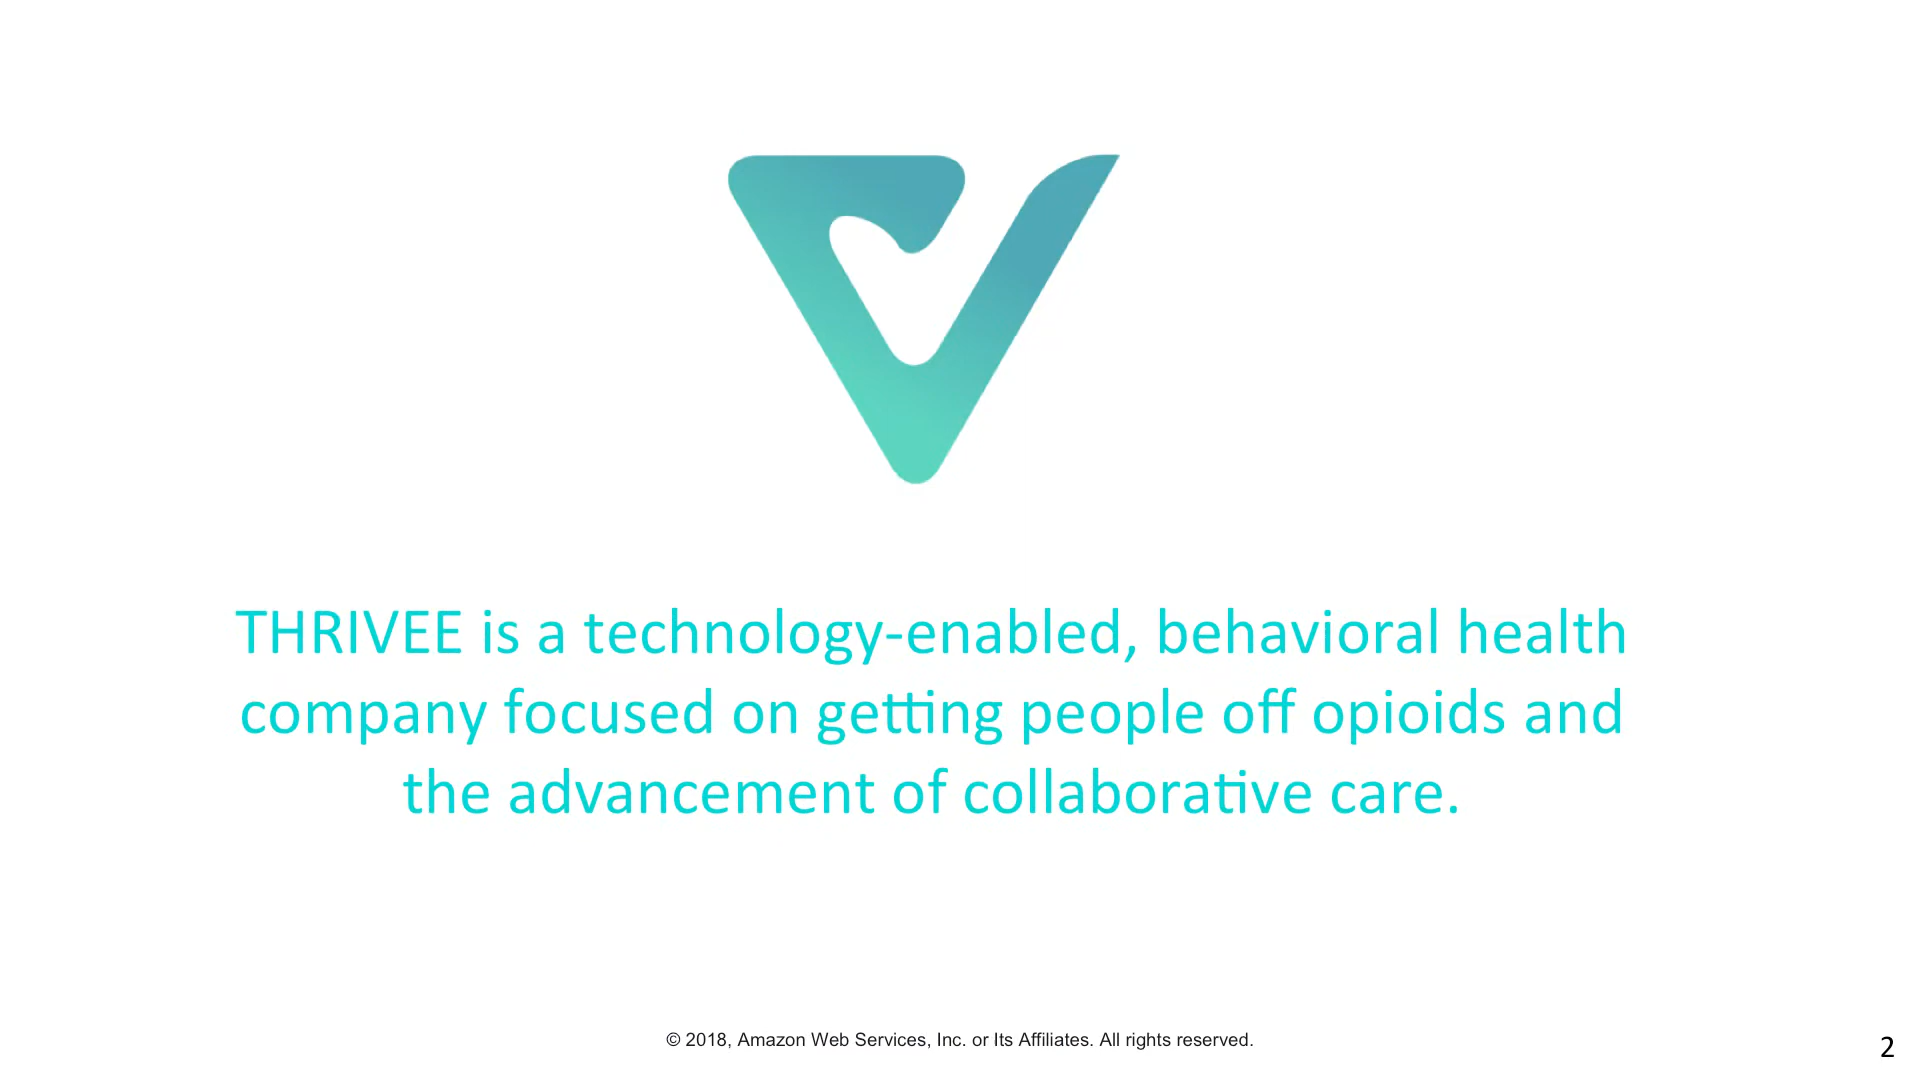 THRIVEE is a technology-enabled, behavioral health
company focused on getting people off opioids and
the advancement of collaborative care.
© 2018, Amazon Web Services, Inc. or Its Affiliates. All rights reserved.
2